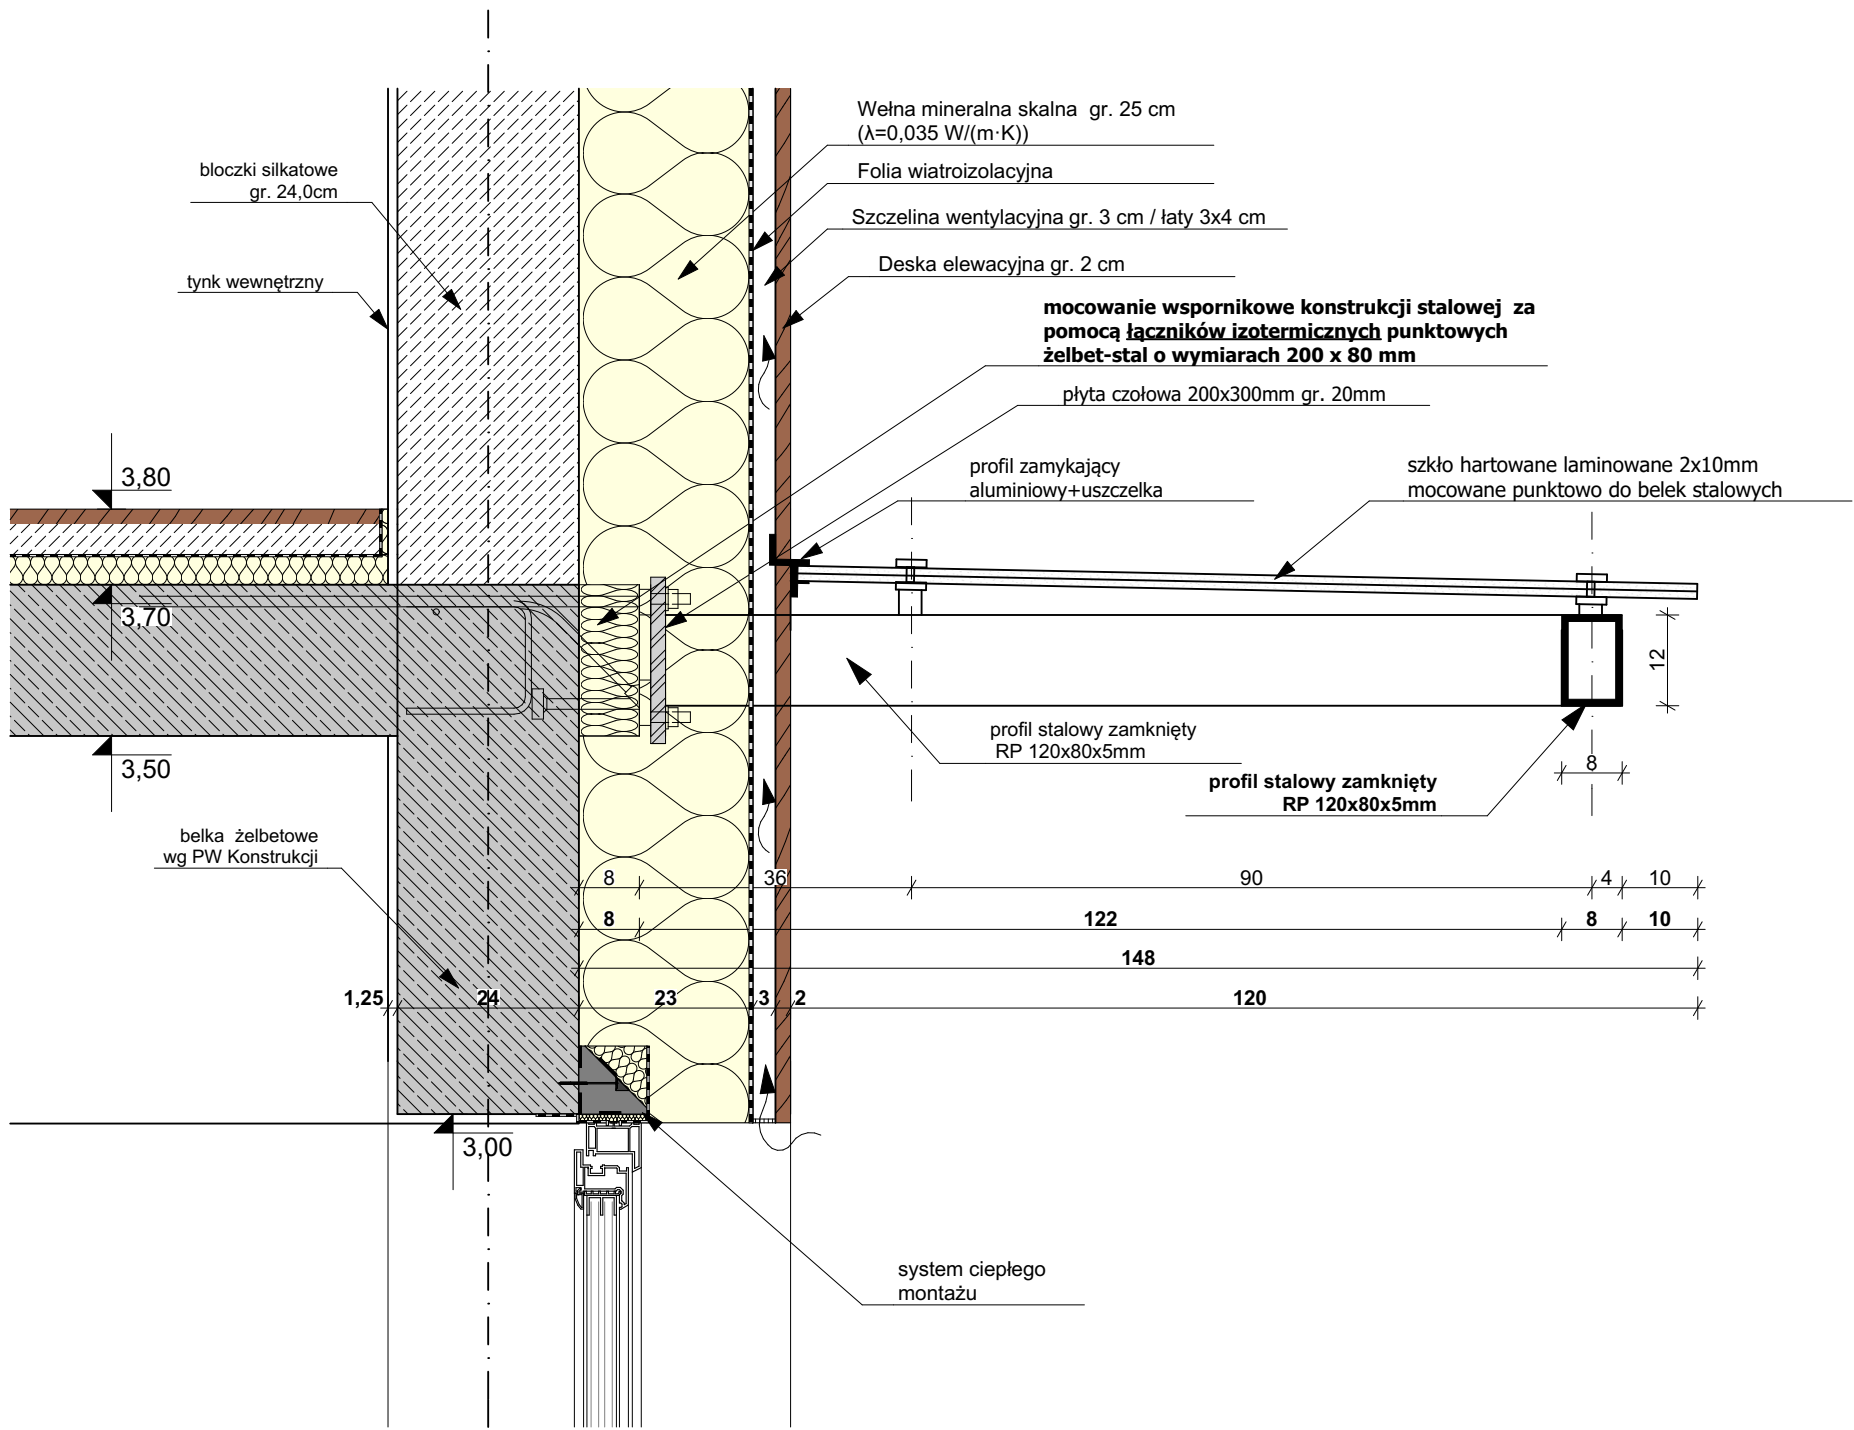 Wełna mineralna skalna gr. 25 cm
(λ=0,035 W/(m·K))
bloczki silkatowe
gr. 24,0cm
Folia wiatroizolacyjna
Szczelina wentylacyjna gr. 3 cm / łaty 3x4 cm
tynk wewnętrzny
Deska elewacyjna gr. 2 cm
mocowanie wspornikowe konstrukcji stalowej za
pomocą łączników izotermicznych punktowych
żelbet-stal o wymiarach 200 x 80 mm
płyta czołowa 200x300mm gr. 20mm
profil zamykający
aluminiowy+uszczelka
szkło hartowane laminowane 2x10mm
mocowane punktowo do belek stalowych
3,80
3,70
12
profil stalowy zamknięty
RP 120x80x5mm
3,50
8
profil stalowy zamknięty
RP 120x80x5mm
belka żelbetowe
wg PW Konstrukcji
8 36 90 4 10
8 122 8 10
148
1,25 24 23 3 2 120
3,00
system ciepłego
montażu